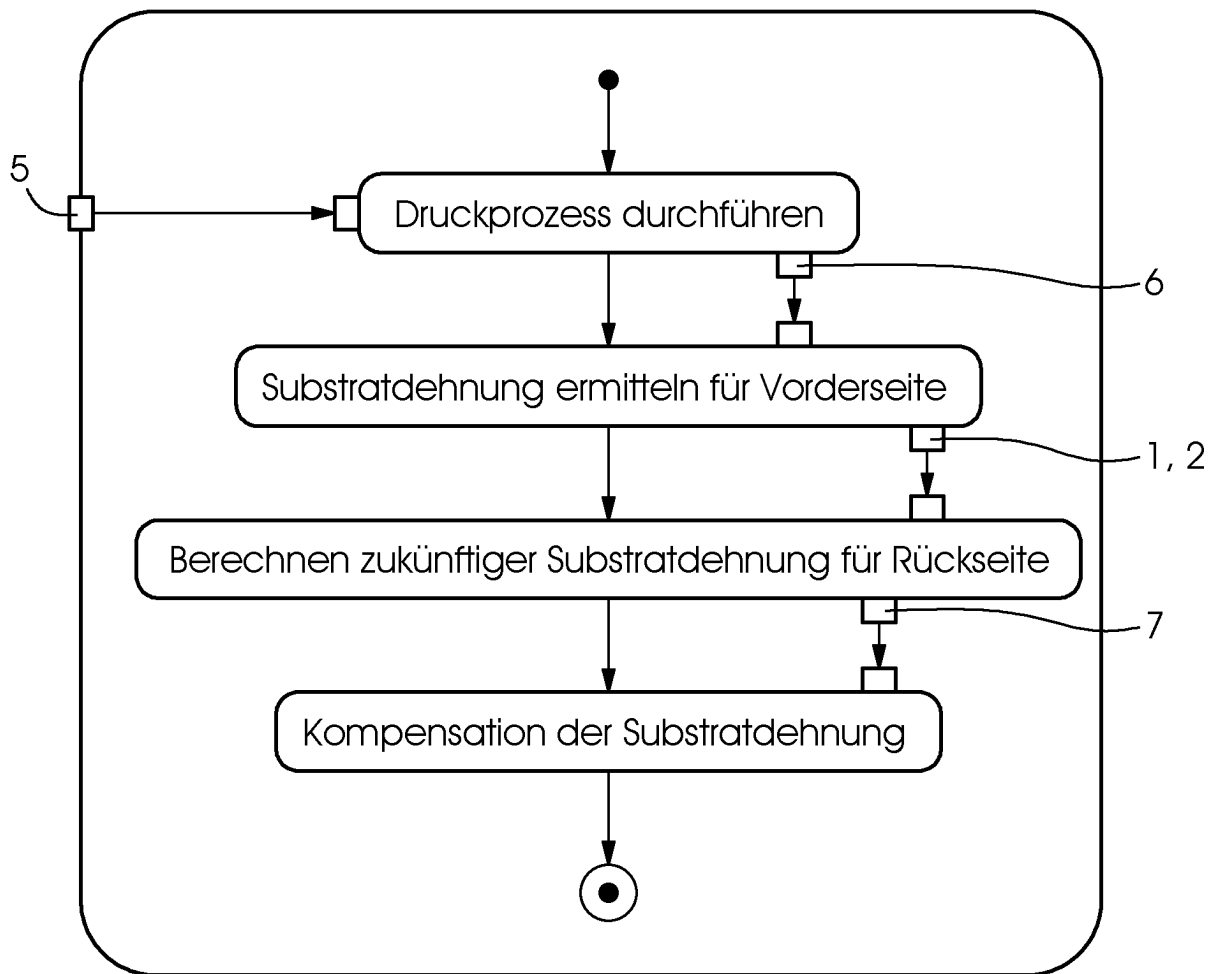 5
Druckprozess durchführen
6
Substratdehnung ermitteln für Vorderseite
1, 2
Berechnen zukünftiger Substratdehnung für Rückseite
7
Kompensation der Substratdehnung